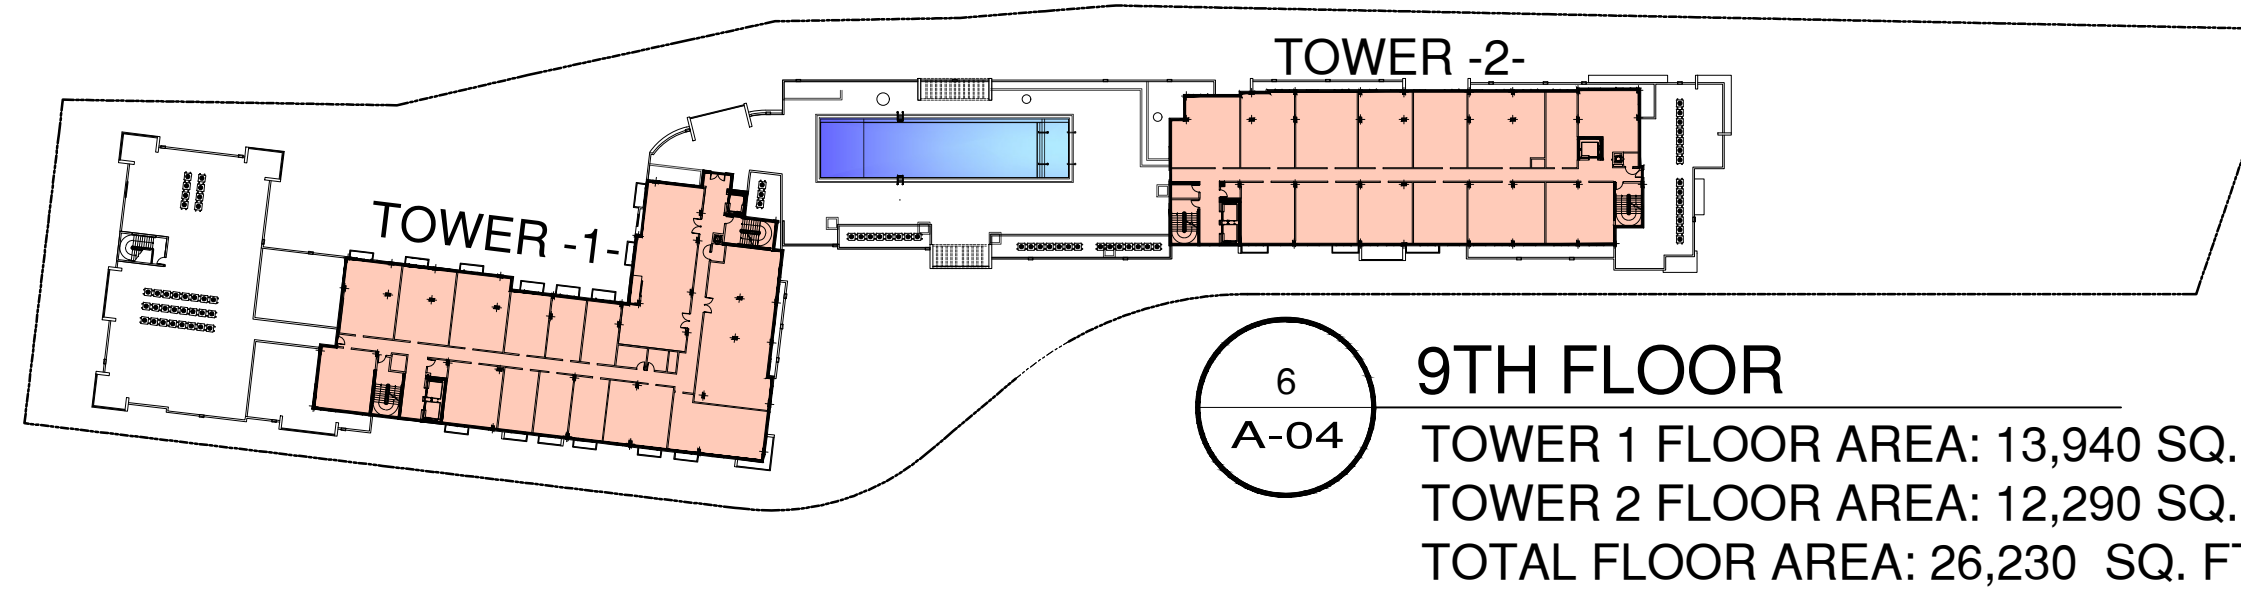 TOWER -2-
TOWER -1-
6
A-04
9TH FLOOR
TOWER 1 FLOOR AREA: 13,940 SQ.
TOWER 2 FLOOR AREA: 12,290 SQ.
TOTAL FLOOR AREA: 26,230 SQ. FT